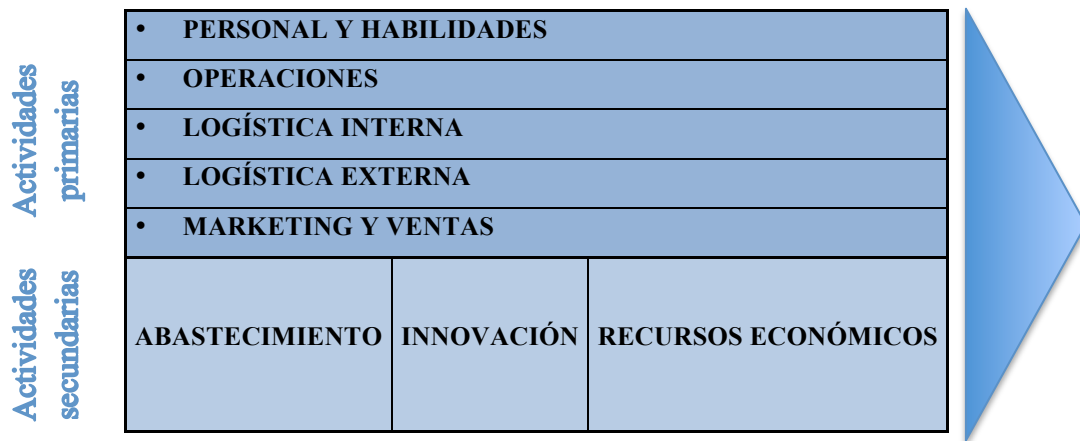 Actividades
primarias
• PERSONAL Y HABILIDADES
• OPERACIONES
• LOGÍSTICA INTERNA
• LOGÍSTICA EXTERNA
• MARKETING Y VENTAS
Actividades
secundarias
ABASTECIMIENTO
INNOVACIÓN
RECURSOS ECONÓMICOS